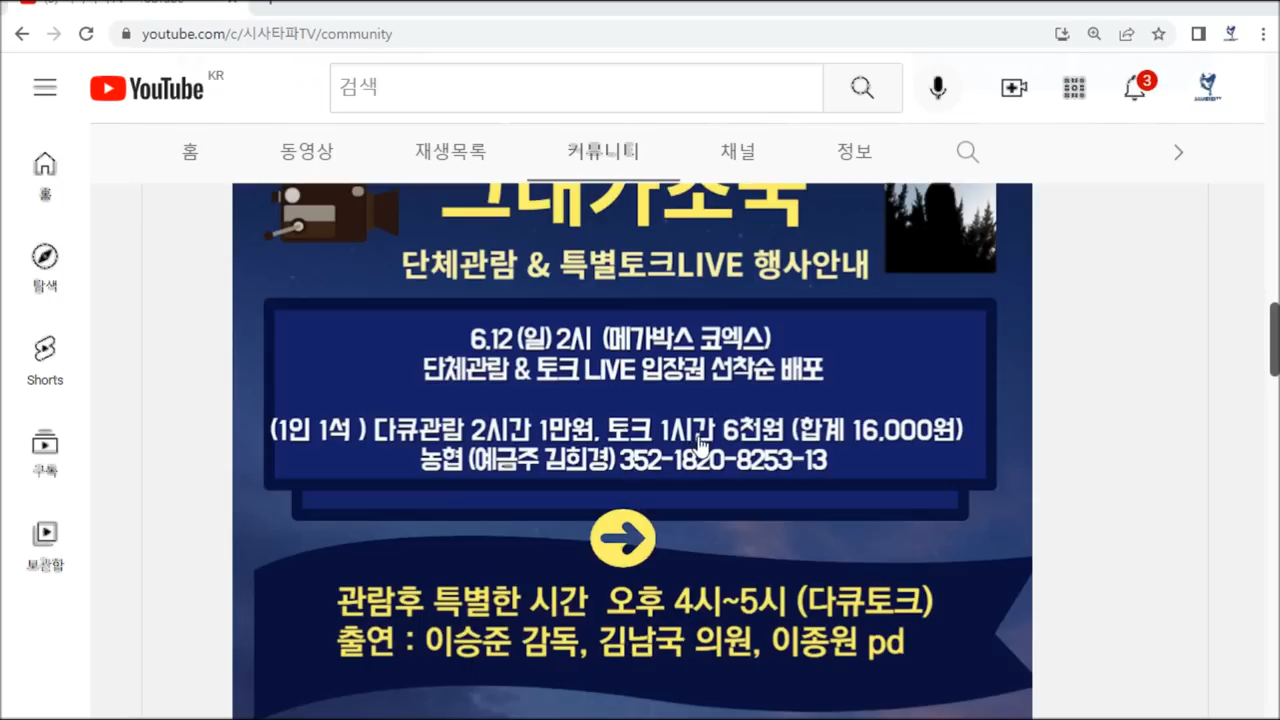 youtube.com/c/시사타파TV/community
YouTube KR
검색
3
홈 동영상 재생목록 커뮤니티 채널 정보
홈
탐색
Shorts
구독
보관함
그대가조국
단체관람 & 특별토크LIVE 행사안내
6.12 (일) 2시 (메가박스 코엑스)
단체관람 & 토크 LIVE 입장권 선착순 배포
(1인 1석 ) 다큐관람 2시간 1만원, 토크 1시간 6천원 (합계 16,000원)
농협 (예금주 김희경) 352-1820-8253-13
관람후 특별한 시간 오후 4시~5시 (다큐토크)
출연 : 이승준 감독, 김남국 의원, 이종원 pd